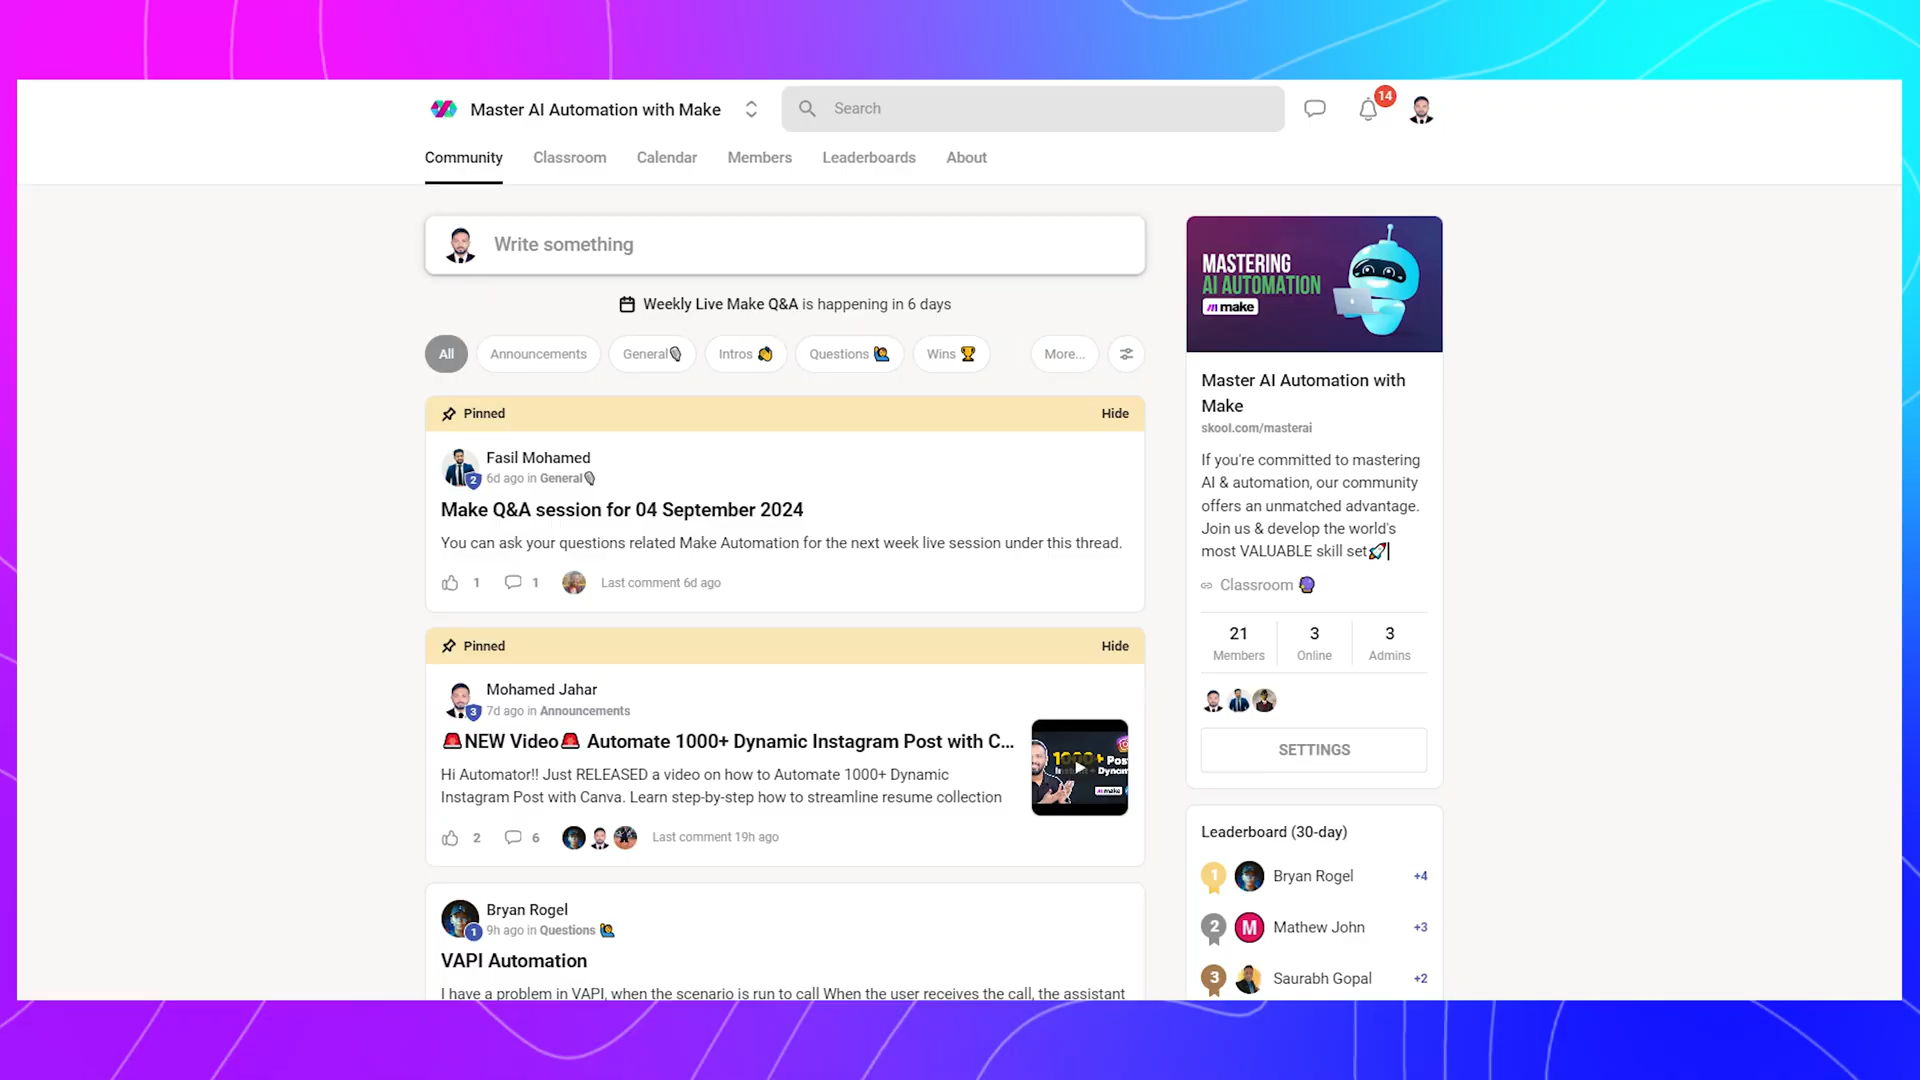 Master AI Automation with Make
Search
14
Community
Classroom
Calendar
Members
Leaderboards
About
Write something
Weekly Live Make Q&A is happening in 6 days
All
Announcements
General🎙️
Intros 👋
Questions 🙋
Wins 🏆
More...
Pinned
Hide
Fasil Mohamed
2
6d ago in General🎙️
Make Q&A session for 04 September 2024
You can ask your questions related Make Automation for the next week live session under this thread.
1
1
Last comment 6d ago
Pinned
Hide
Mohamed Jahar
3
7d ago in Announcements
🚨NEW Video🚨 Automate 1000+ Dynamic Instagram Post with C...
Hi Automator!! Just RELEASED a video on how to Automate 1000+ Dynamic
Instagram Post with Canva. Learn step-by-step how to streamline resume collection
1000+ Pos
Dynam
make
2
6
Last comment 19h ago
Bryan Rogel
1
9h ago in Questions 🙋
VAPI Automation
I have a problem in VAPI, when the scenario is run to call When the user receives the call, the assistant
MASTERING
AI AUTOMATION
make
Master AI Automation with
Make
skool.com/masterai
If you're committed to mastering
AI & automation, our community
offers an unmatched advantage.
Join us & develop the world's
most VALUABLE skill set🚀|
Classroom 🔮
21
Members
3
Online
3
Admins
SETTINGS
Leaderboard (30-day)
1
Bryan Rogel
+4
2
M
Mathew John
+3
3
Saurabh Gopal
+2